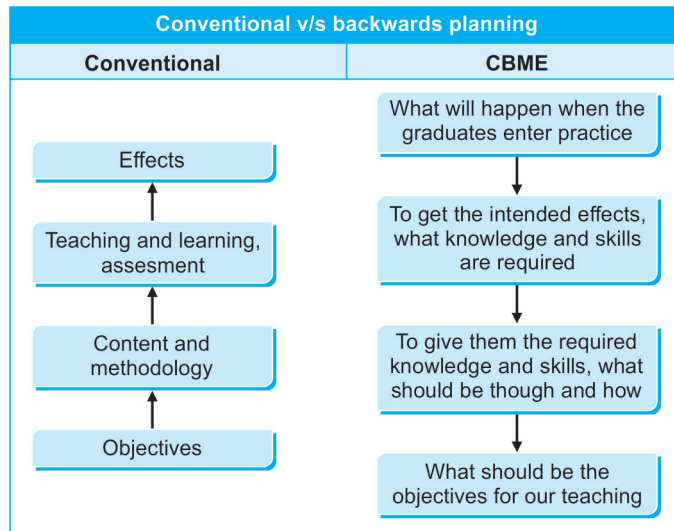 Conventional v/s backwards planning
Conventional
CBME
Effects
Teaching and learning,
assesment
Content and
methodology
Objectives
What will happen when the
graduates enter practice
To get the intended effects,
what knowledge and skills
are required
To give them the required
knowledge and skills, what
should be though and how
What should be the
objectives for our teaching